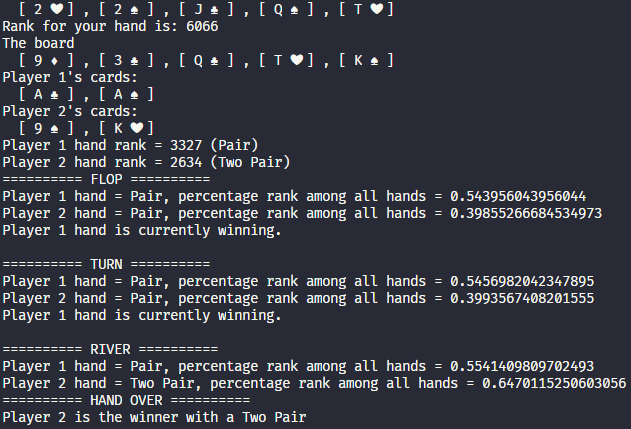 [ 2 ❤ ] , [ 2 ♠ ] , [ J ♣ ] , [ Q ♠ ] , [ T ❤ ]
Rank for your hand is: 6066
The board
[ 9 ♦ ] , [ 3 ♣ ] , [ Q ♣ ] , [ T ❤ ] , [ K ♠ ]
Player 1's cards:
[ A ♣ ] , [ A ♠ ]
Player 2's cards:
[ 9 ♠ ] , [ K ❤ ]
Player 1 hand rank = 3327 (Pair)
Player 2 hand rank = 2634 (Two Pair)
========== FLOP ==========
Player 1 hand = Pair, percentage rank among all hands = 0.543956043956044
Player 2 hand = Pair, percentage rank among all hands = 0.39855266684534973
Player 1 hand is currently winning.
========== TURN ==========
Player 1 hand = Pair, percentage rank among all hands = 0.5456982042347895
Player 2 hand = Pair, percentage rank among all hands = 0.3993567408201555
Player 1 hand is currently winning.
========== RIVER ==========
Player 1 hand = Pair, percentage rank among all hands = 0.5541409809702493
Player 2 hand = Two Pair, percentage rank among all hands = 0.6470115250603056
========== HAND OVER ==========
Player 2 is the winner with a Two Pair